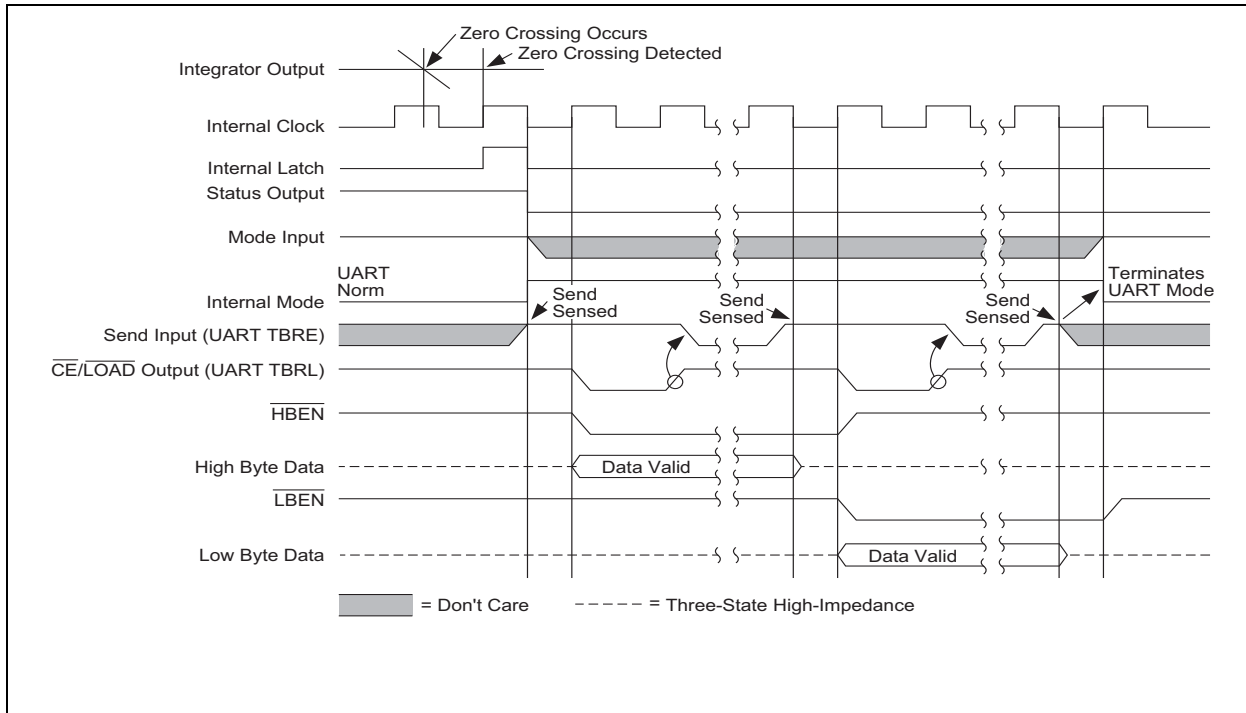 Zero Crossing Occurs
Zero Crossing Detected
Integrator Output
Internal Clock
Internal Latch
Status Output
Mode Input
UART
Norm
Internal Mode
Terminates
UART Mode
Send
Sensed
Send
Sensed
Send
Sensed
Send Input (UART TBRE)
CE/LOAD Output (UART TBRL)
HBEN
High Byte Data
Data Valid
LBEN
Low Byte Data
Data Valid
= Don't Care
= Three-State High-Impedance